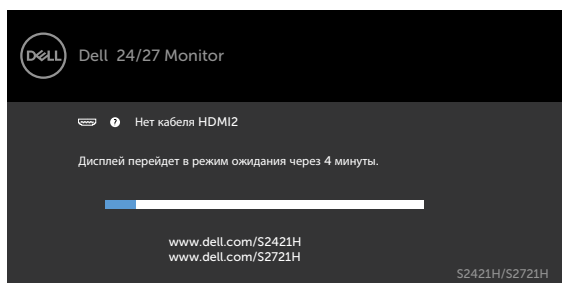 DELL Dell 24/27 Monitor
? Нет кабеля HDMI2
Дисплей перейдет в режим ожидания через 4 минуты.
www.dell.com/S2421H
www.dell.com/S2721H
S2421H/S2721H